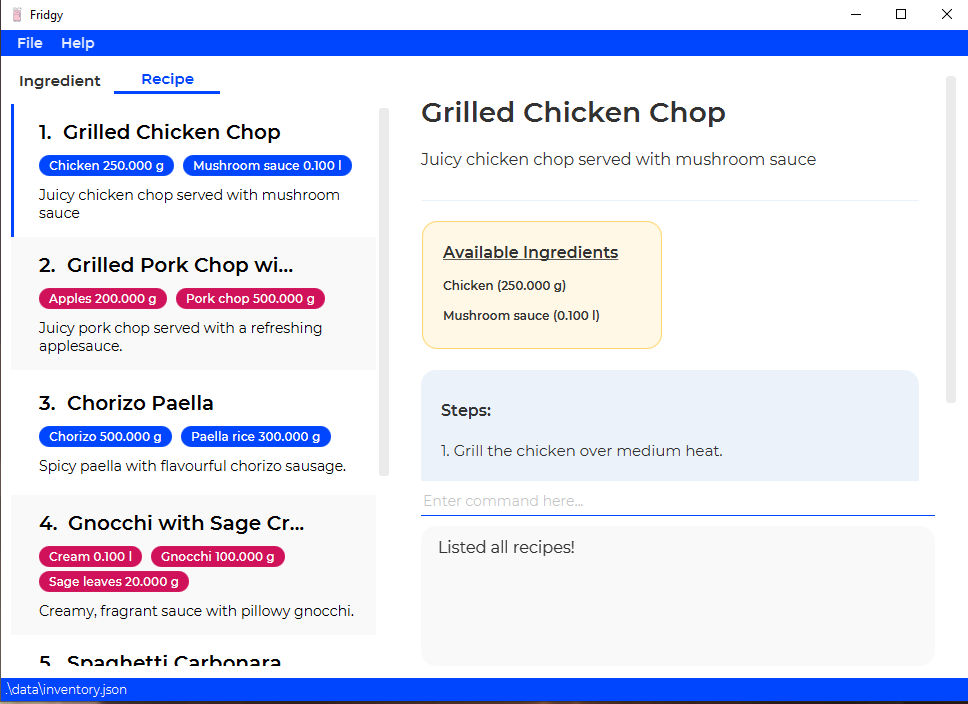 Fridgy
File Help
Ingredient Recipe
1. Grilled Chicken Chop
Chicken 250.000 g Mushroom sauce 0.100 l
Juicy chicken chop served with mushroom
sauce
2. Grilled Pork Chop wi...
Apples 200.000 g Pork chop 500.000 g
Juicy pork chop served with a refreshing
applesauce.
3. Chorizo Paella
Chorizo 500.000 g Paella rice 300.000 g
Spicy paella with flavourful chorizo sausage.
4. Gnocchi with Sage Cr...
Cream 0.100 l Gnocchi 100.000 g
Sage leaves 20.000 g
Creamy, fragrant sauce with pillowy gnocchi.
5. Spaghetti Carbonara
Grilled Chicken Chop
Juicy chicken chop served with mushroom sauce
Available Ingredients
Chicken (250.000 g)
Mushroom sauce (0.100 l)
Steps:
1. Grill the chicken over medium heat.
Enter command here...
Listed all recipes!
.\data\inventory.json